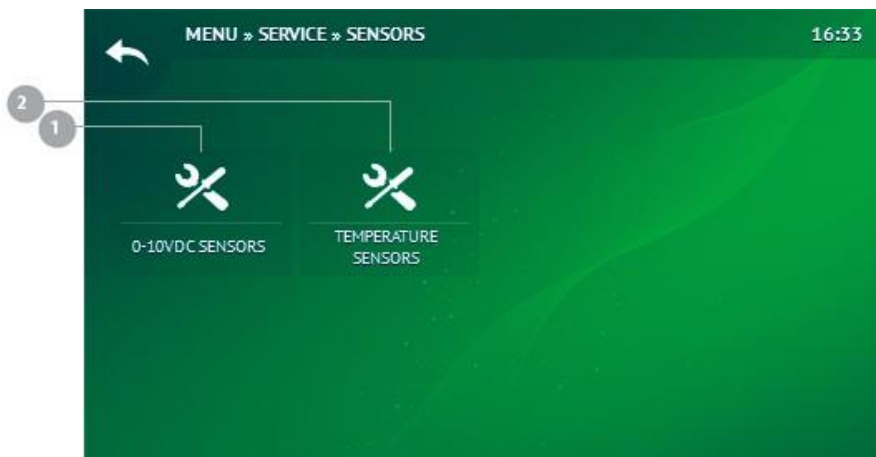 MENU » SERVICE » SENSORS
16:33
2
1
0-10VDC SENSORS
TEMPERATURE
SENSORS